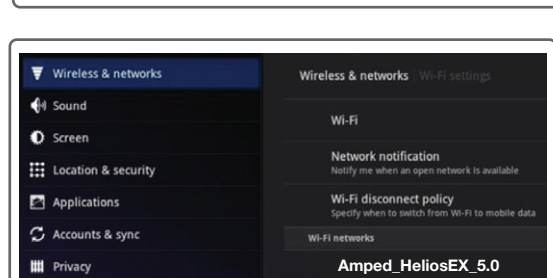 Wireless & networks
Sound
Screen
Location & security
Applications
Accounts & sync
Privacy
Wireless & networks Wi-Fi settings
Wi-Fi
Network notification
Notify me when an open network is available
Wi-Fi disconnect policy
Specify when to switch from Wi-Fi to mobile data
Wi-Fi networks
Amped_HeliosEX_5.0